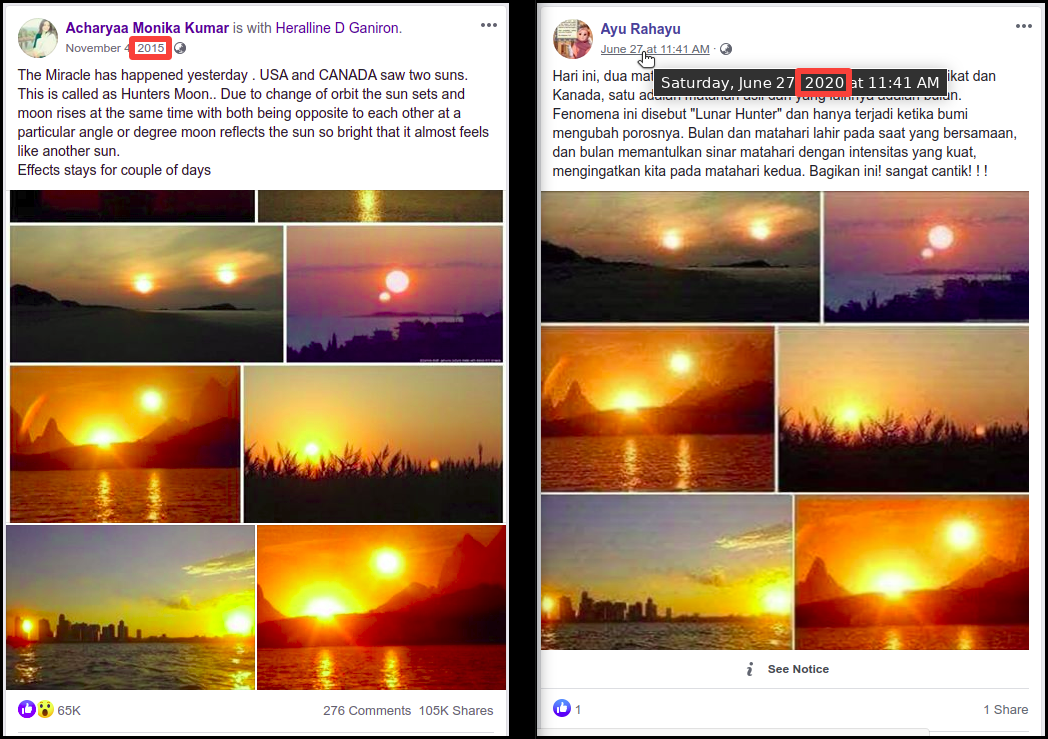 Acharyaa Monika Kumar is with Heralline D Ganiron.
November 4 2015
The Miracle has happened yesterday . USA and CANADA saw two suns.
This is called as Hunters Moon.. Due to change of orbit the sun sets and
moon rises at the same time with both being opposite to each other at a
particular angle or degree moon reflects the sun so bright that it almost feels
like another sun.
Effects stays for couple of days
65K
276 Comments 105K Shares
Ayu Rahayu
June 27 at 11:41 AM ·
Saturday, June 27 2020 at 11:41 AM
Hari ini, dua dan
Kanada, satu adalah matahari asli dan yang lainnya adalah bulan.
Fenomena ini disebut "Lunar Hunter" dan hanya terjadi ketika bumi
mengubah porosnya. Bulan dan matahari lahir pada saat yang bersamaan,
dan bulan memantulkan sinar matahari dengan intensitas yang kuat,
mengingatkan kita pada matahari kedua. Bagikan ini! sangat cantik! ! !
See Notice
1
1 Share